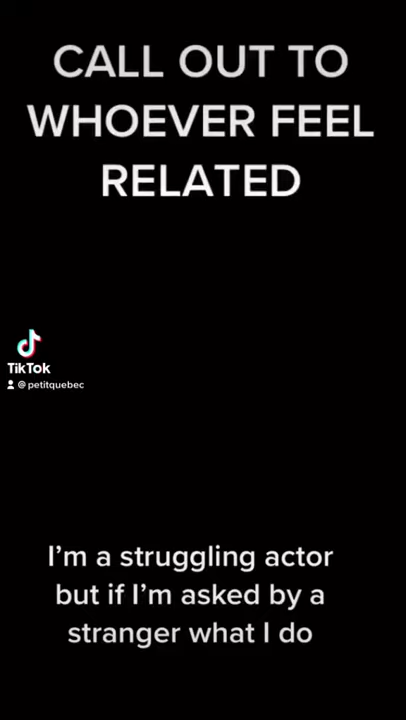 CALL OUT TO
WHOEVER FEEL
RELATED
TikTok
@petitquebec
I'm a struggling actor
but if I'm asked by a
stranger what I do